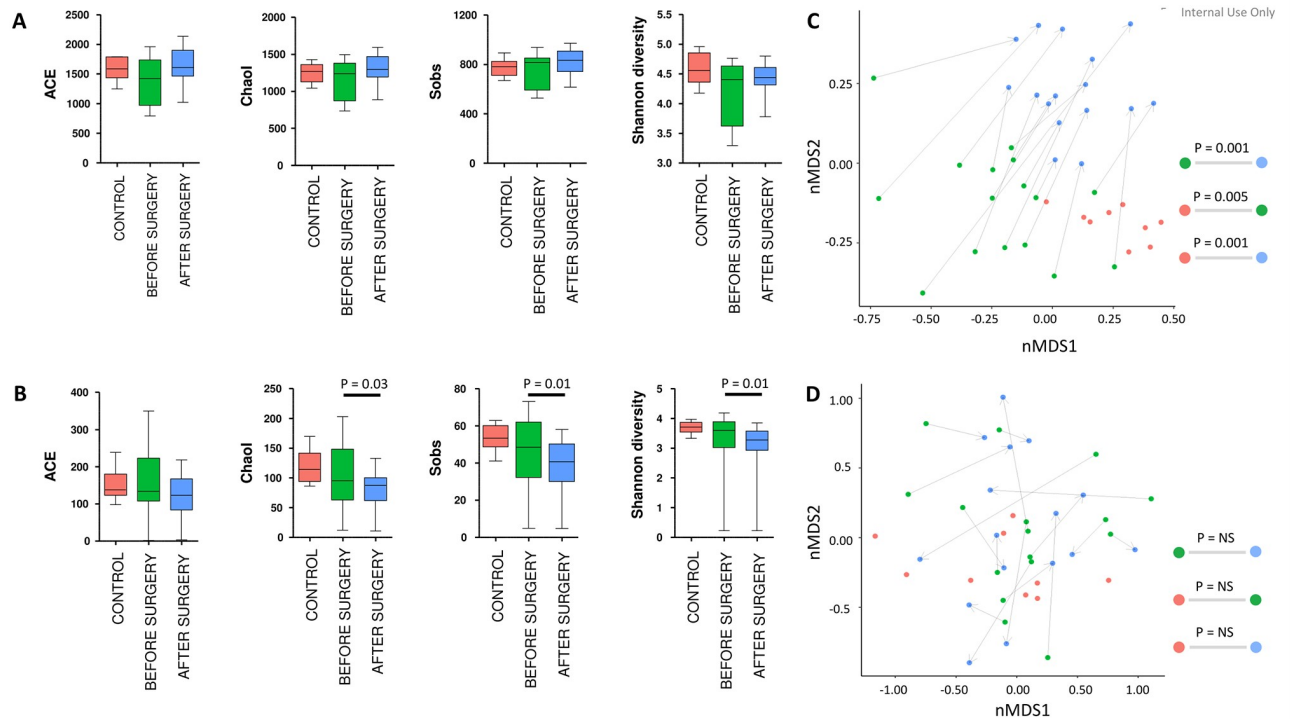 A
ACE
2500
2000
1500
1000
500
0
CONTROL
BEFORE SURGERY
AFTER SURGERY
ChaoI
2000
1500
1000
500
0
CONTROL
BEFORE SURGERY
AFTER SURGERY
Sobs
1200
800
400
0
CONTROL
BEFORE SURGERY
AFTER SURGERY
Shannon diversity
5.5
5.0
4.5
4.0
3.5
3.0
CONTROL
BEFORE SURGERY
AFTER SURGERY
C
Internal Use Only
nMDS2
0.25
0.00
-0.25
-0.75
-0.50
-0.25
0.00
0.25
0.50
nMDS1
P = 0.001
P = 0.005
P = 0.001
B
ACE
400
300
200
100
0
CONTROL
BEFORE SURGERY
AFTER SURGERY
ChaoI
250
200
150
100
50
0
P = 0.03
CONTROL
BEFORE SURGERY
AFTER SURGERY
Sobs
80
60
40
20
0
P = 0.01
CONTROL
BEFORE SURGERY
AFTER SURGERY
Shannon diversity
5
4
3
2
1
0
P = 0.01
CONTROL
BEFORE SURGERY
AFTER SURGERY
D
nMDS2
1.00
0.5
0.00
-0.5
-1.00
-0.50
0.00
0.50
1.00
nMDS1
P = NS
P = NS
P = NS